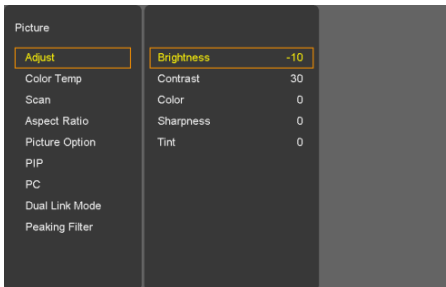 Picture
Adjust
Color Temp
Scan
Aspect Ratio
Picture Option
PIP
PC
Dual Link Mode
Peaking Filter
Brightness -10
Contrast 30
Color 0
Sharpness 0
Tint 0